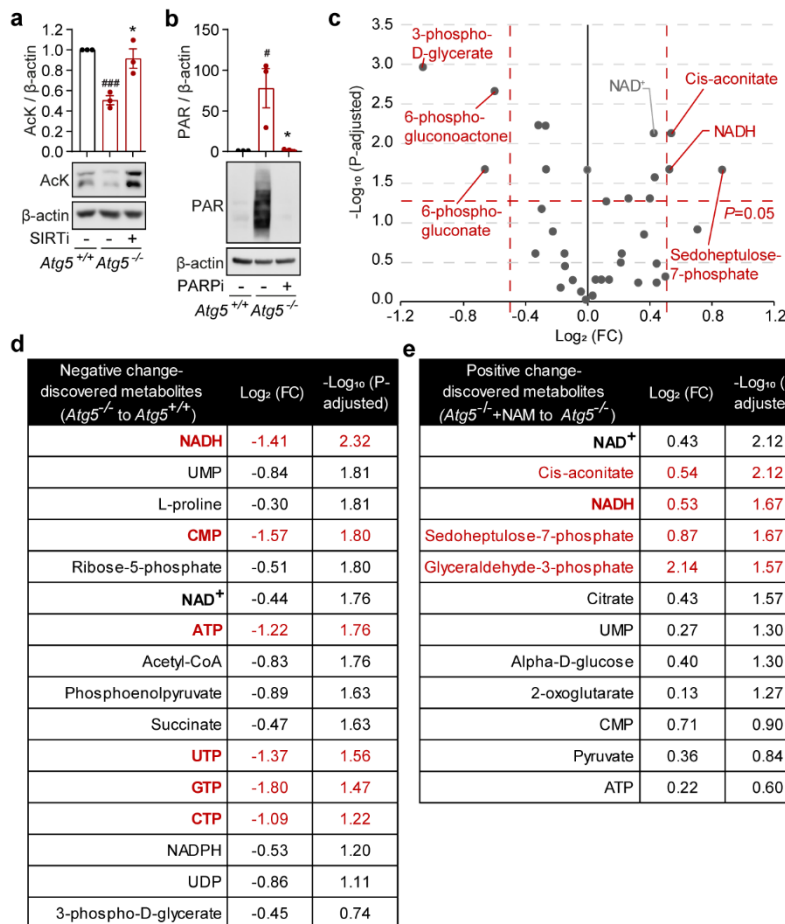 a
AcK / β-actin
1.2
1.0
0.8
0.6
0.4
0.2
0.0
###
*
AcK
β-actin
SIRTi - - +
Atg5+/+ Atg5-/-
b
PAR / β-actin
150
100
75
50
25
0
#
*
PAR
β-actin
PARPi - - +
Atg5+/+ Atg5-/-
c
-Log₁₀ (P-adjusted)
3.5
3.0
2.5
2.0
1.5
1.0
0.5
0.0
3-phospho-
D-glycerate
6-phospho-
gluconoactone
6-phospho-
gluconate
NAD+
Cis-aconitate
NADH
P=0.05
Sedoheptulose-
7-phosphate
-1.2 -0.6 0.0 0.6 1.2
Log₂ (FC)
d
Negative change-
discovered metabolites
(Atg5-/- to Atg5+/+)
Log₂ (FC)
-Log₁₀ (P-
adjusted)
NADH -1.41 2.32
UMP -0.84 1.81
L-proline -0.30 1.81
CMP -1.57 1.80
Ribose-5-phosphate -0.51 1.80
NAD+ -0.44 1.76
ATP -1.22 1.76
Acetyl-CoA -0.83 1.76
Phosphoenolpyruvate -0.89 1.63
Succinate -0.47 1.63
UTP -1.37 1.56
GTP -1.80 1.47
CTP -1.09 1.22
NADPH -0.53 1.20
UDP -0.86 1.11
3-phospho-D-glycerate -0.45 0.74
e
Positive change-
discovered metabolites
(Atg5-/-+NAM to Atg5-/-)
Log₂ (FC)
-Log₁₀ (
adjuste
NAD+ 0.43 2.12
Cis-aconitate 0.54 2.12
NADH 0.53 1.67
Sedoheptulose-7-phosphate 0.87 1.67
Glyceraldehyde-3-phosphate 2.14 1.57
Citrate 0.43 1.57
UMP 0.27 1.30
Alpha-D-glucose 0.40 1.30
2-oxoglutarate 0.13 1.27
CMP 0.71 0.90
Pyruvate 0.36 0.84
ATP 0.22 0.60